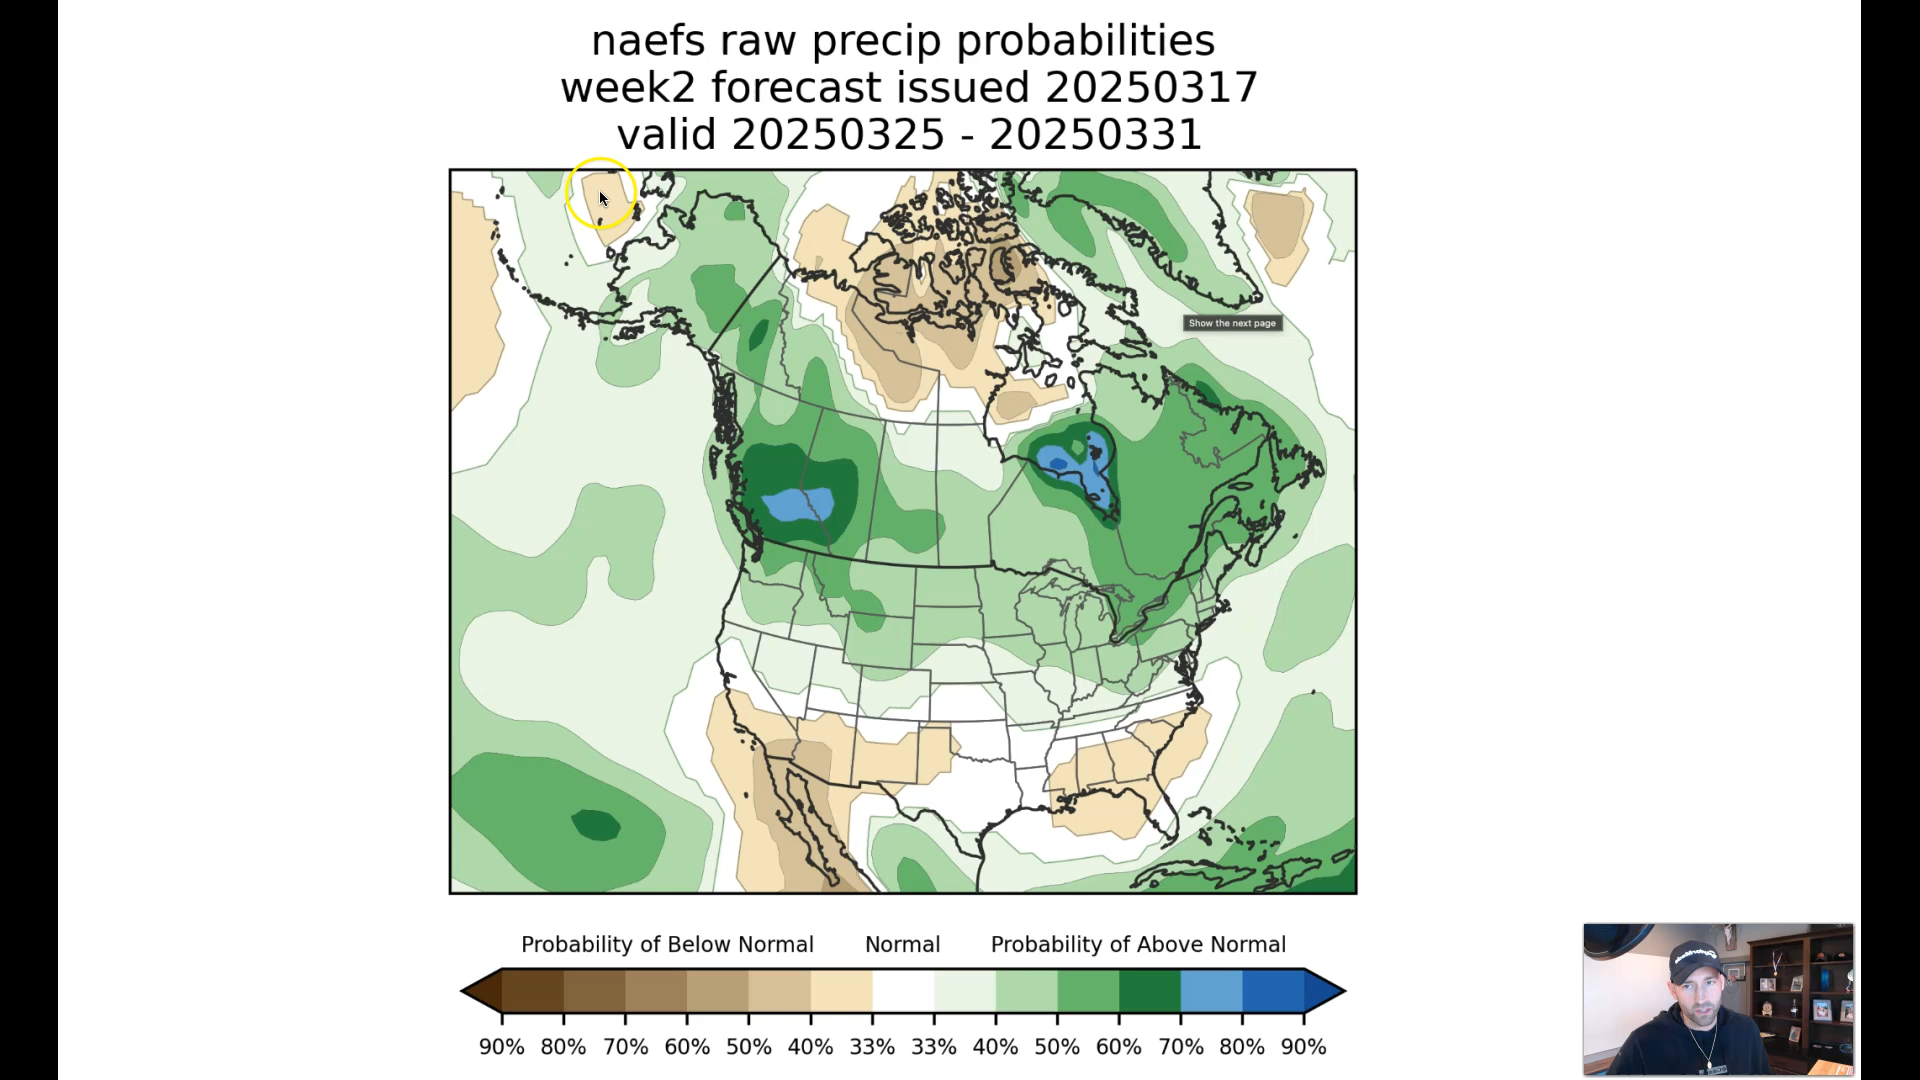 naefs raw precip probabilities
week2 forecast issued 20250317
valid 20250325 - 20250331
Show the next page
Probability of Below Normal Normal Probability of Above Normal
90% 80% 70% 60% 50% 40% 33% 33% 40% 50% 60% 70% 80% 90%